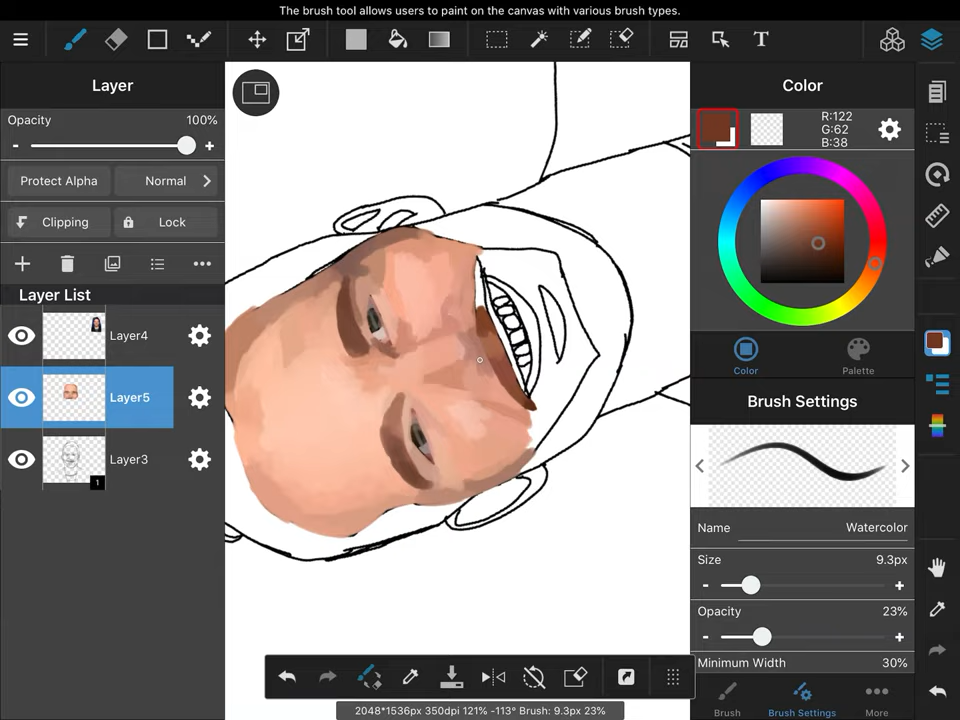 The brush tool allows users to paint on the canvas with various brush types.
T
Layer
Opacity 100%
- +
Protect Alpha Normal
Clipping Lock
Layer List
Layer4
Layer5
Layer3
1
Color
R:122
G:62
B:38
Color Palette
Brush Settings
Name Watercolor
Size 9.3px
- +
Opacity 23%
- +
Minimum Width 30%
Brush Brush Settings More
2048*1536px 350dpi 121% -113° Brush: 9.3px 23%